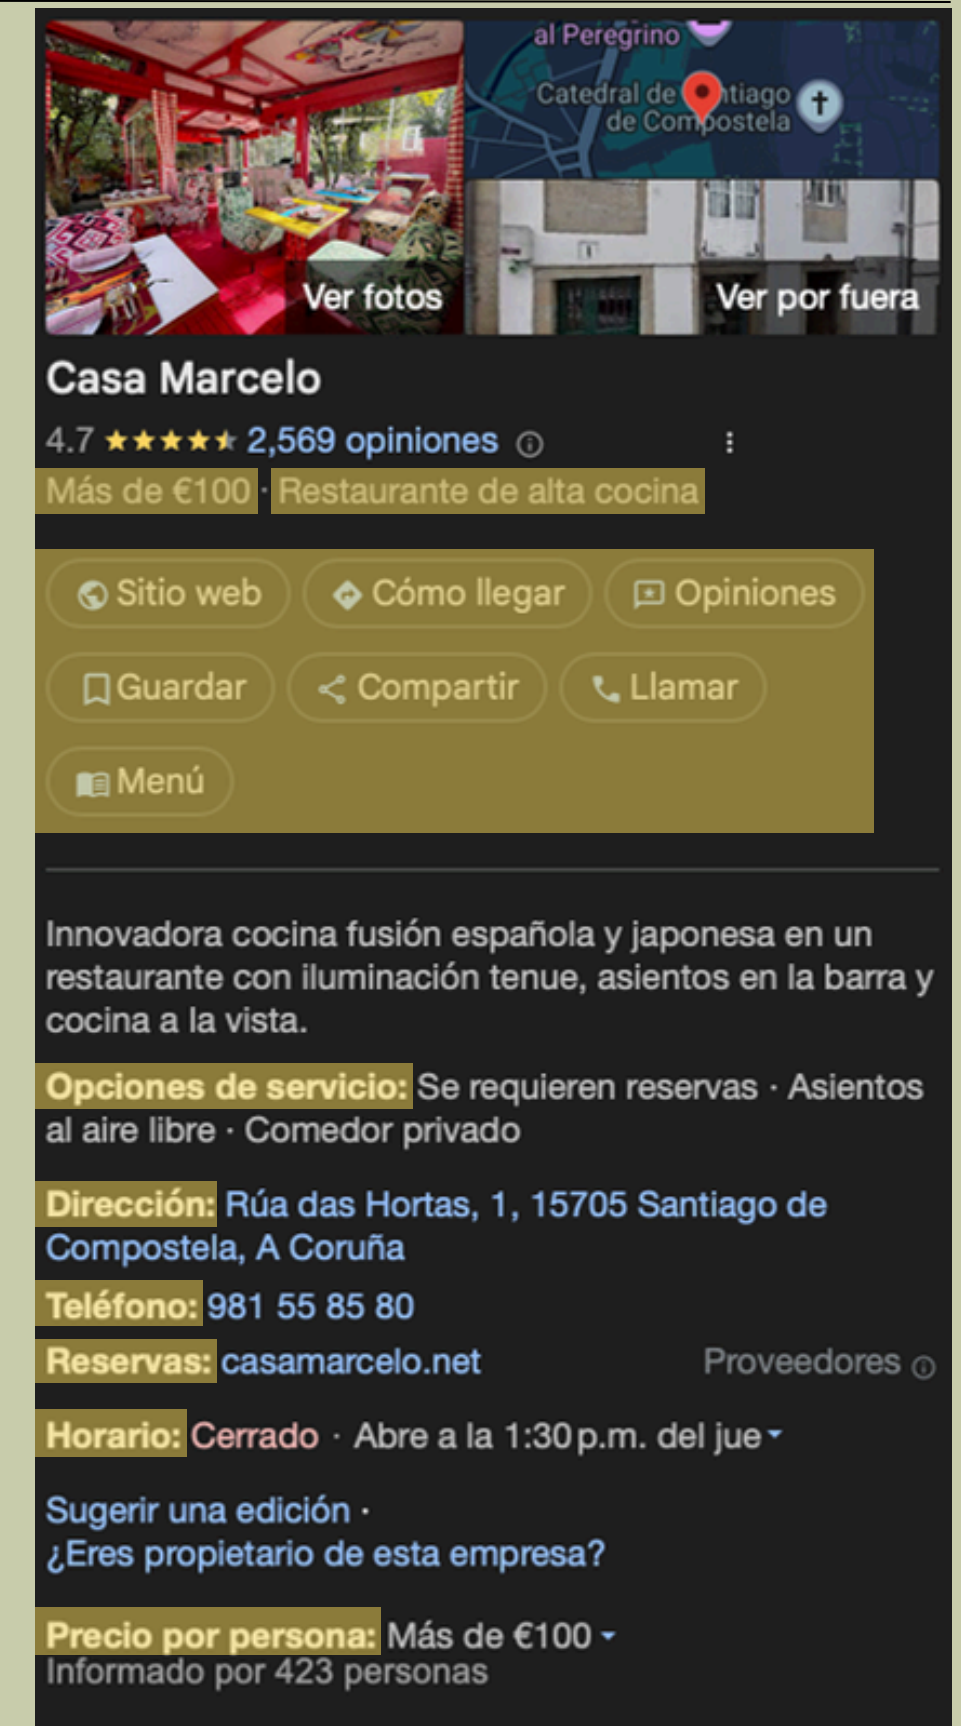 al Peregrino
Catedral de ntiago
de Compostela
Ver fotos
Ver por fuera
Casa Marcelo
4.7 2,569 opiniones
Más de €100 · Restaurante de alta cocina
Sitio web Cómo llegar Opiniones
Guardar Compartir Llamar
Menú
Innovadora cocina fusión española y japonesa en un
restaurante con iluminación tenue, asientos en la barra y
cocina a la vista.
Opciones de servicio: Se requieren reservas · Asientos
al aire libre · Comedor privado
Dirección: Rúa das Hortas, 1, 15705 Santiago de
Compostela, A Coruña
Teléfono: 981 55 85 80
Reservas: casamarcelo.net Proveedores
Horario: Cerrado · Abre a la 1:30 p.m. del jue
Sugerir una edición ·
¿Eres propietario de esta empresa?
Precio por persona: Más de €100
Informado por 423 personas